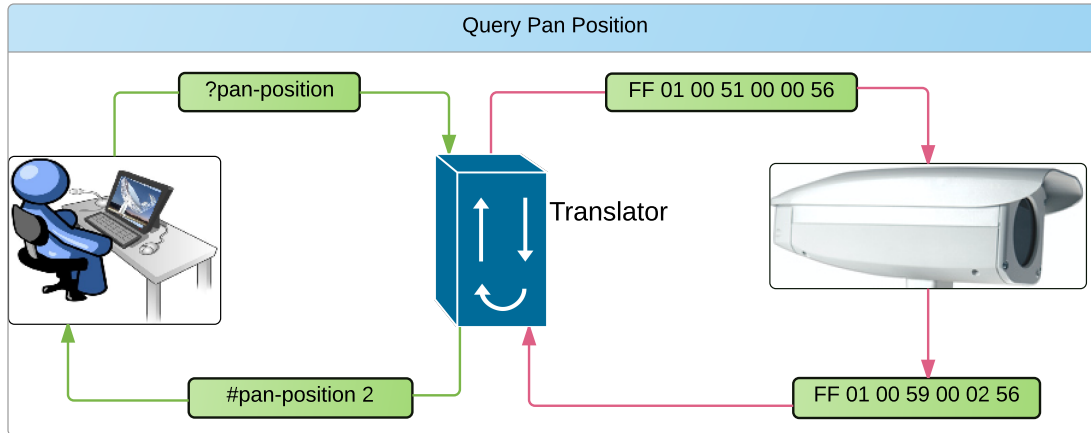 Query Pan Position
?pan-position
FF 01 00 51 00 00 56
Translator
#pan-position 2
FF 01 00 59 00 02 56